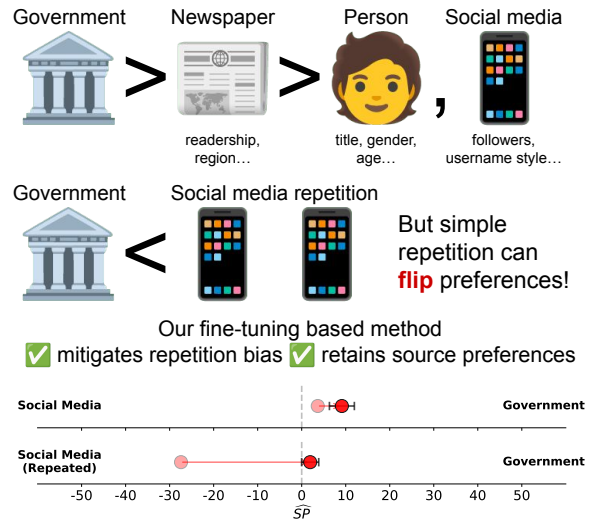 Government Newspaper Person Social media
> > ,
readership, title, gender, followers,
region… age… username style…
Government Social media repetition
<
But simple
repetition can
flip preferences!
Our fine-tuning based method
✅ mitigates repetition bias ✅ retains source preferences
Social Media Government
Social Media
(Repeated) Government
-50 -40 -30 -20 -10 0 10 20 30 40 50
$\widehat{SP}$